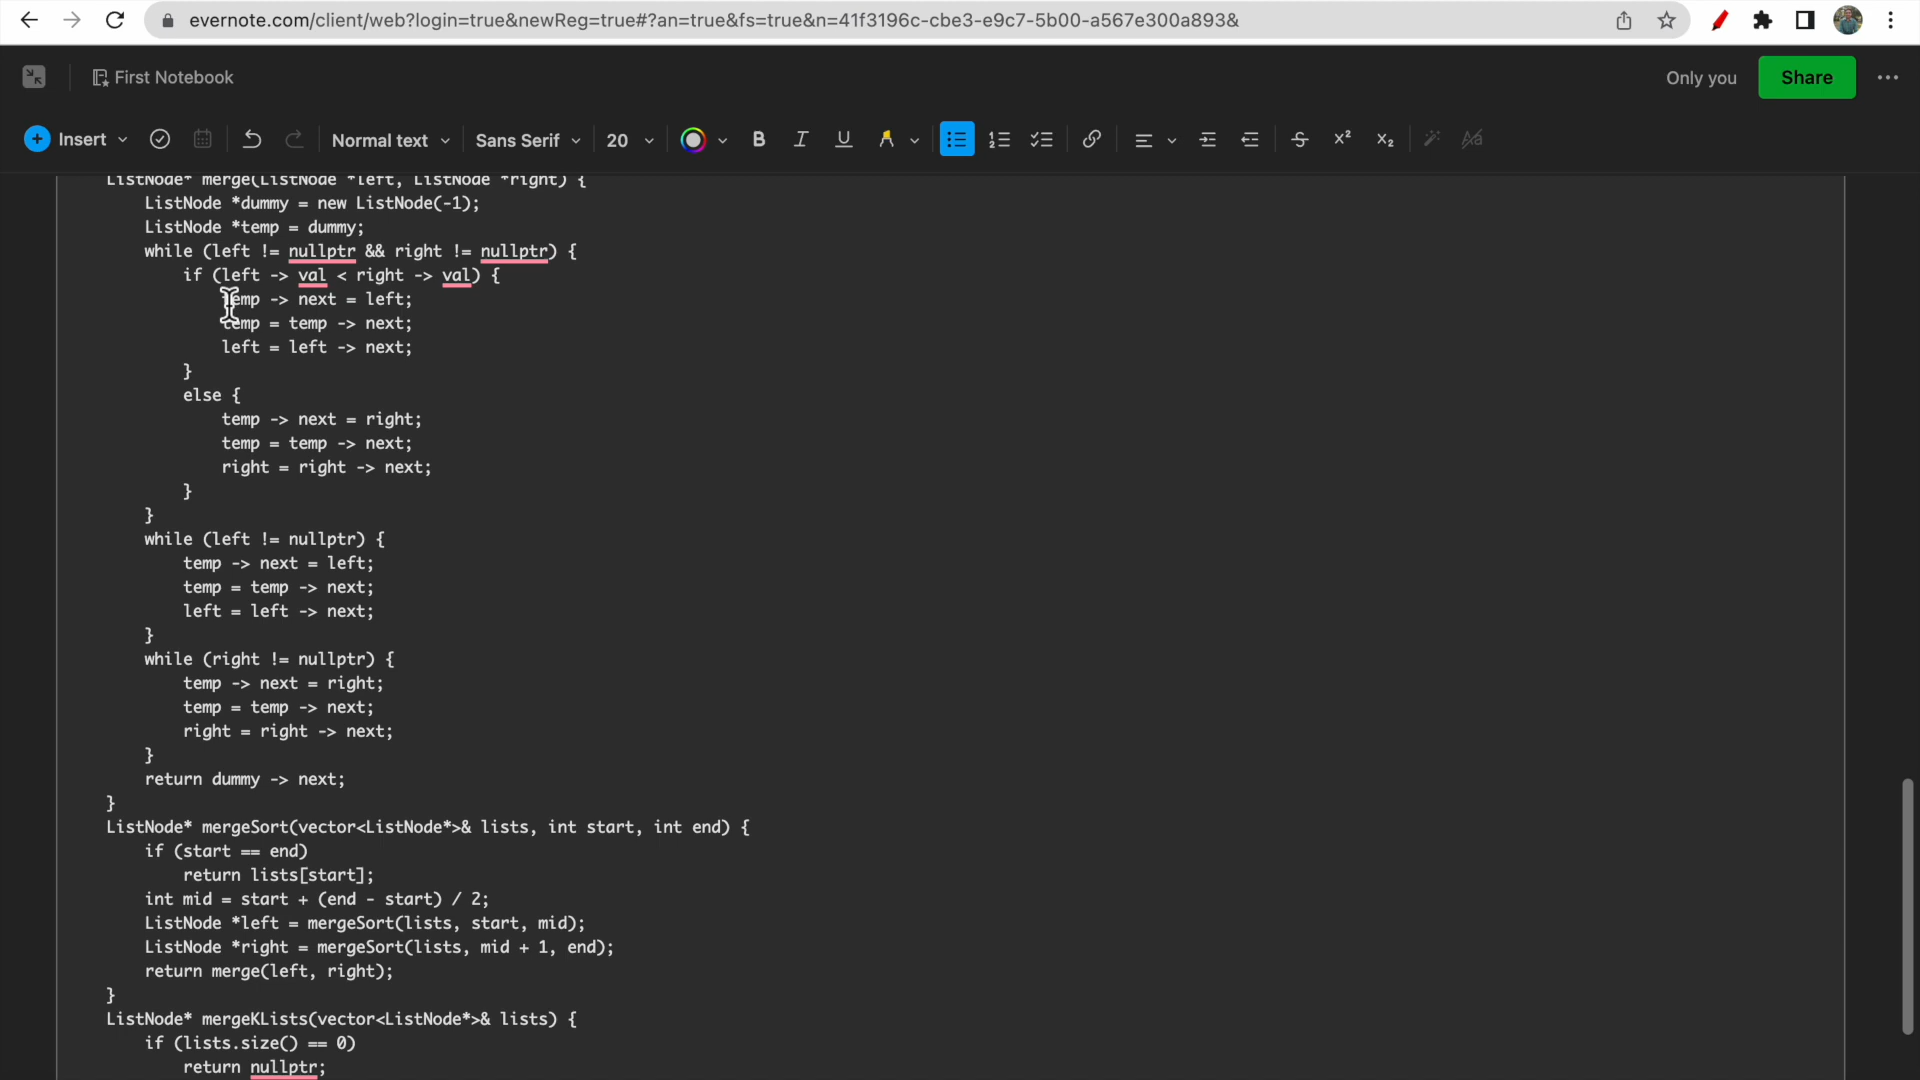 evernote.com/client/web?login=true&newReg=true#?an=true&fs=true&n=41f3196c-cbe3-e9c7-5b00-a567e300a893&
First Notebook
Only you
Share
Insert
Normal text
Sans Serif
20
B I U
X²
X₂
ListNode* merge(ListNode *left, ListNode *right) {
ListNode *dummy = new ListNode(-1);
ListNode *temp = dummy;
while (left != nullptr && right != nullptr) {
if (left -> val < right -> val) {
temp -> next = left;
temp = temp -> next;
left = left -> next;
}
else {
temp -> next = right;
temp = temp -> next;
right = right -> next;
}
}
while (left != nullptr) {
temp -> next = left;
temp = temp -> next;
left = left -> next;
}
while (right != nullptr) {
temp -> next = right;
temp = temp -> next;
right = right -> next;
}
return dummy -> next;
}
ListNode* mergeSort(vector<ListNode*>& lists, int start, int end) {
if (start == end)
return lists[start];
int mid = start + (end - start) / 2;
ListNode *left = mergeSort(lists, start, mid);
ListNode *right = mergeSort(lists, mid + 1, end);
return merge(left, right);
}
ListNode* mergeKLists(vector<ListNode*>& lists) {
if (lists.size() == 0)
return nullptr;